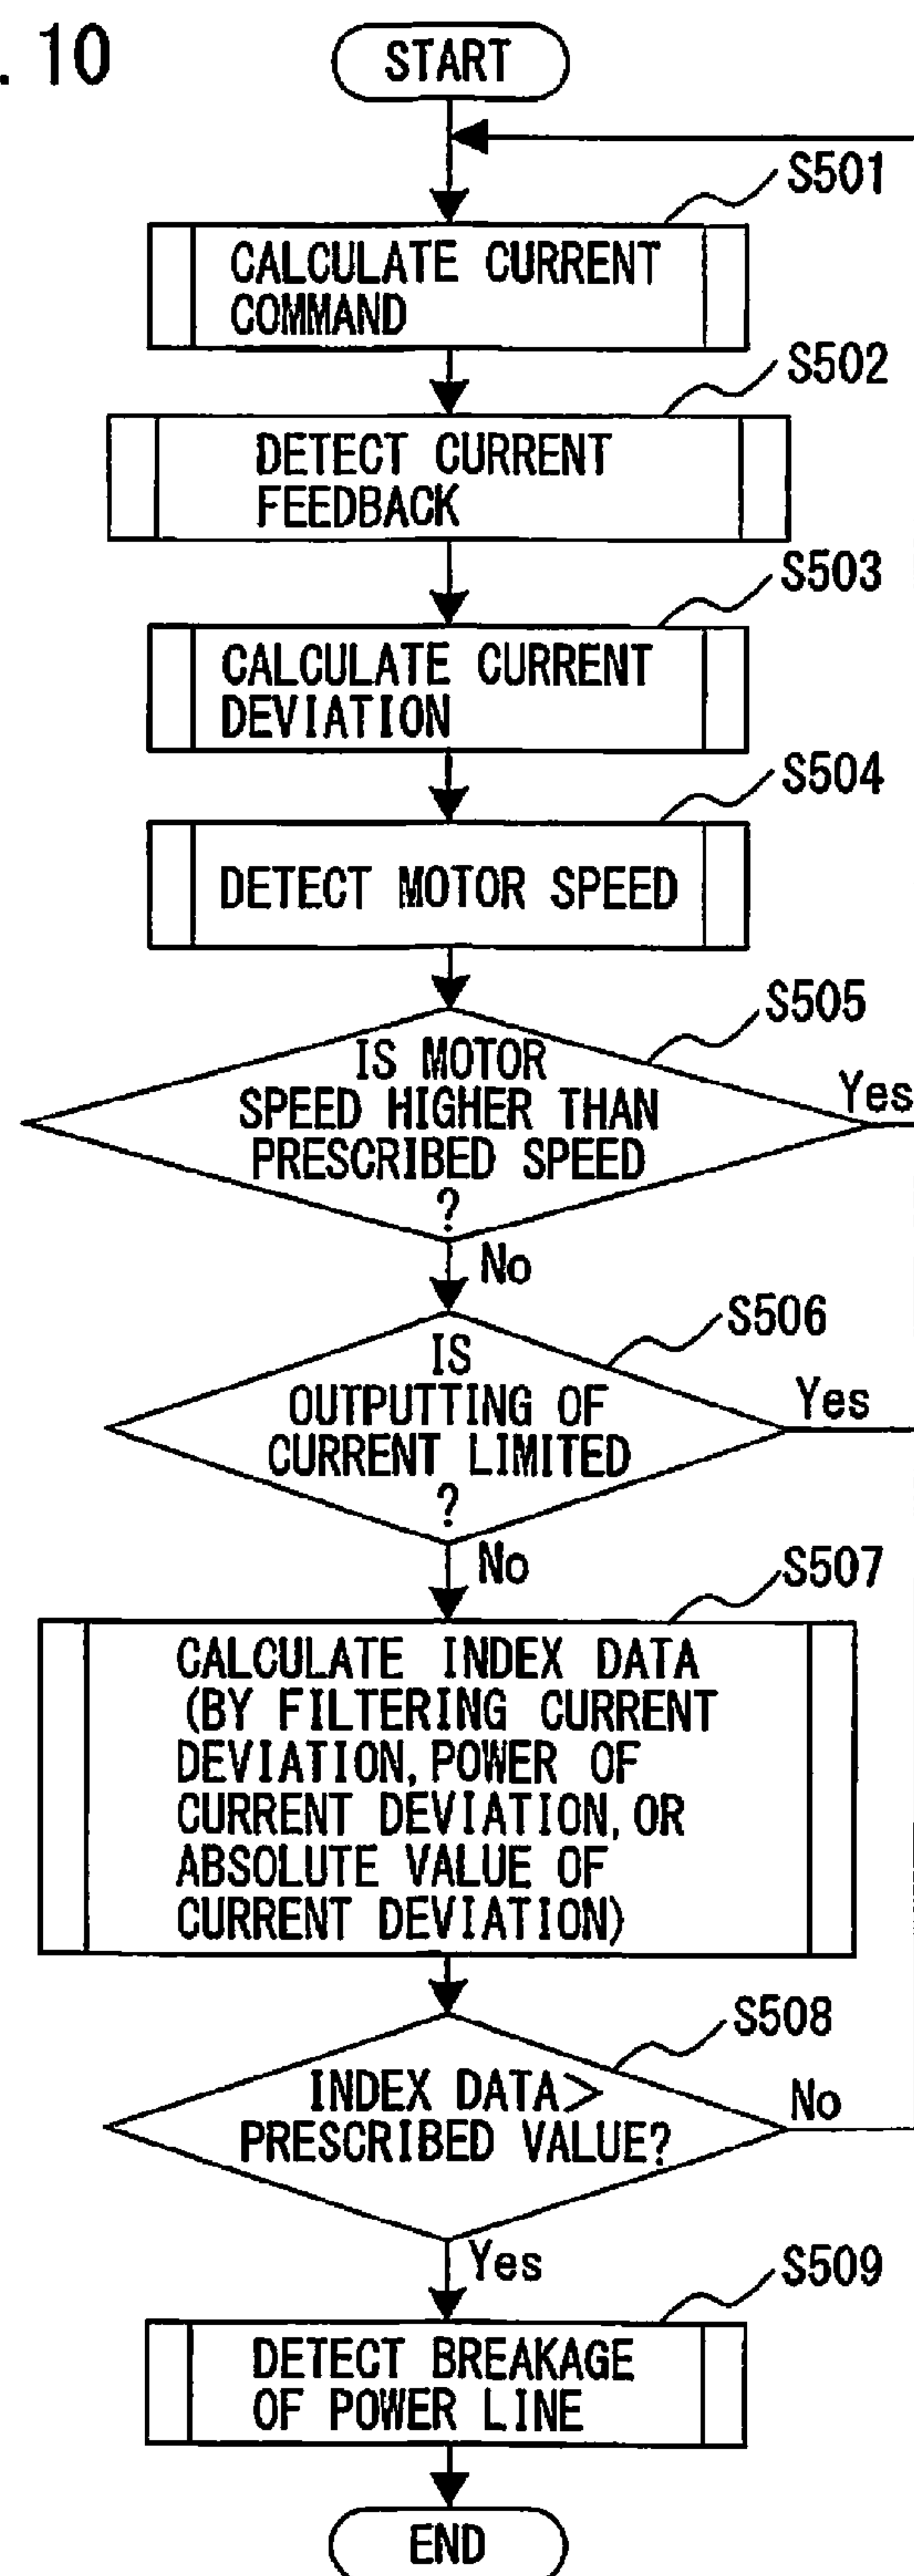 . 10
START
S501
CALCULATE CURRENT
COMMAND
S502
DETECT CURRENT
FEEDBACK
S503
CALCULATE CURRENT
DEVIATION
S504
DETECT MOTOR SPEED
S505
IS MOTOR
SPEED HIGHER THAN
PRESCRIBED SPEED
?
Yes
No
S506
IS
OUTPUTTING OF
CURRENT LIMITED
?
Yes
No
S507
CALCULATE INDEX DATA
(BY FILTERING CURRENT
DEVIATION, POWER OF
CURRENT DEVIATION, OR
ABSOLUTE VALUE OF
CURRENT DEVIATION)
S508
INDEX DATA>
PRESCRIBED VALUE?
No
Yes
S509
DETECT BREAKAGE
OF POWER LINE
END